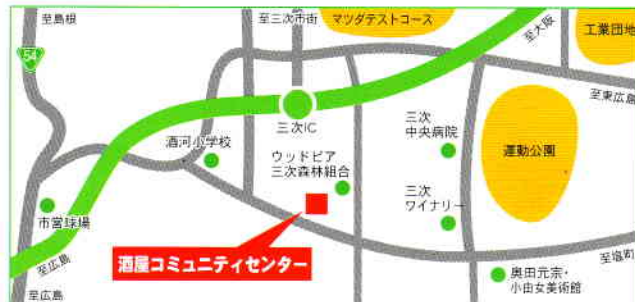 至島根
54
至三次市街
マツダテストコース
至大阪
工業団地
至東広島
三次IC
酒河小学校
ウッドピア
三次森林組合
三次
中央病院
運動公園
三次
ワイナリー
市営球場
酒屋コミュニティセンター
至広島
至広島
至塩町
奥田元宋・
小由女美術館